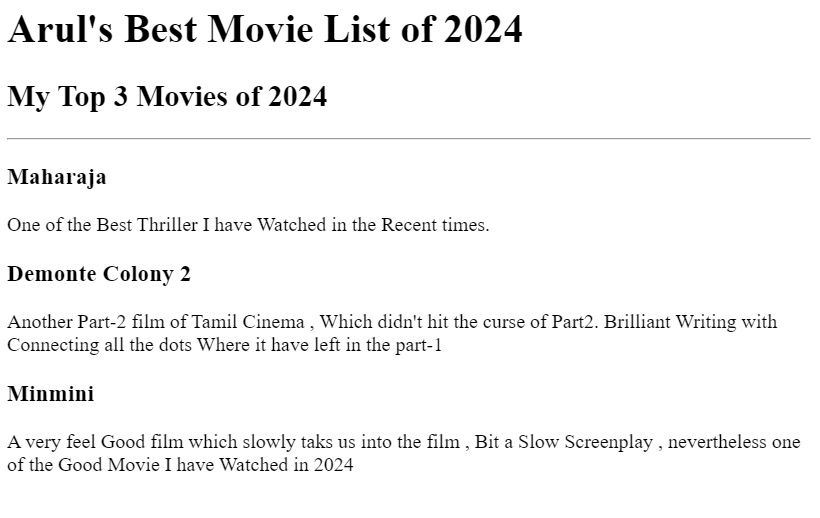 Arul's Best Movie List of 2024
My Top 3 Movies of 2024
Maharaja
One of the Best Thriller I have Watched in the Recent times.
Demonte Colony 2
Another Part-2 film of Tamil Cinema , Which didn't hit the curse of Part2. Brilliant Writing with
Connecting all the dots Where it have left in the part-1
Minmini
A very feel Good film which slowly taks us into the film , Bit a Slow Screenplay , nevertheless one
of the Good Movie I have Watched in 2024